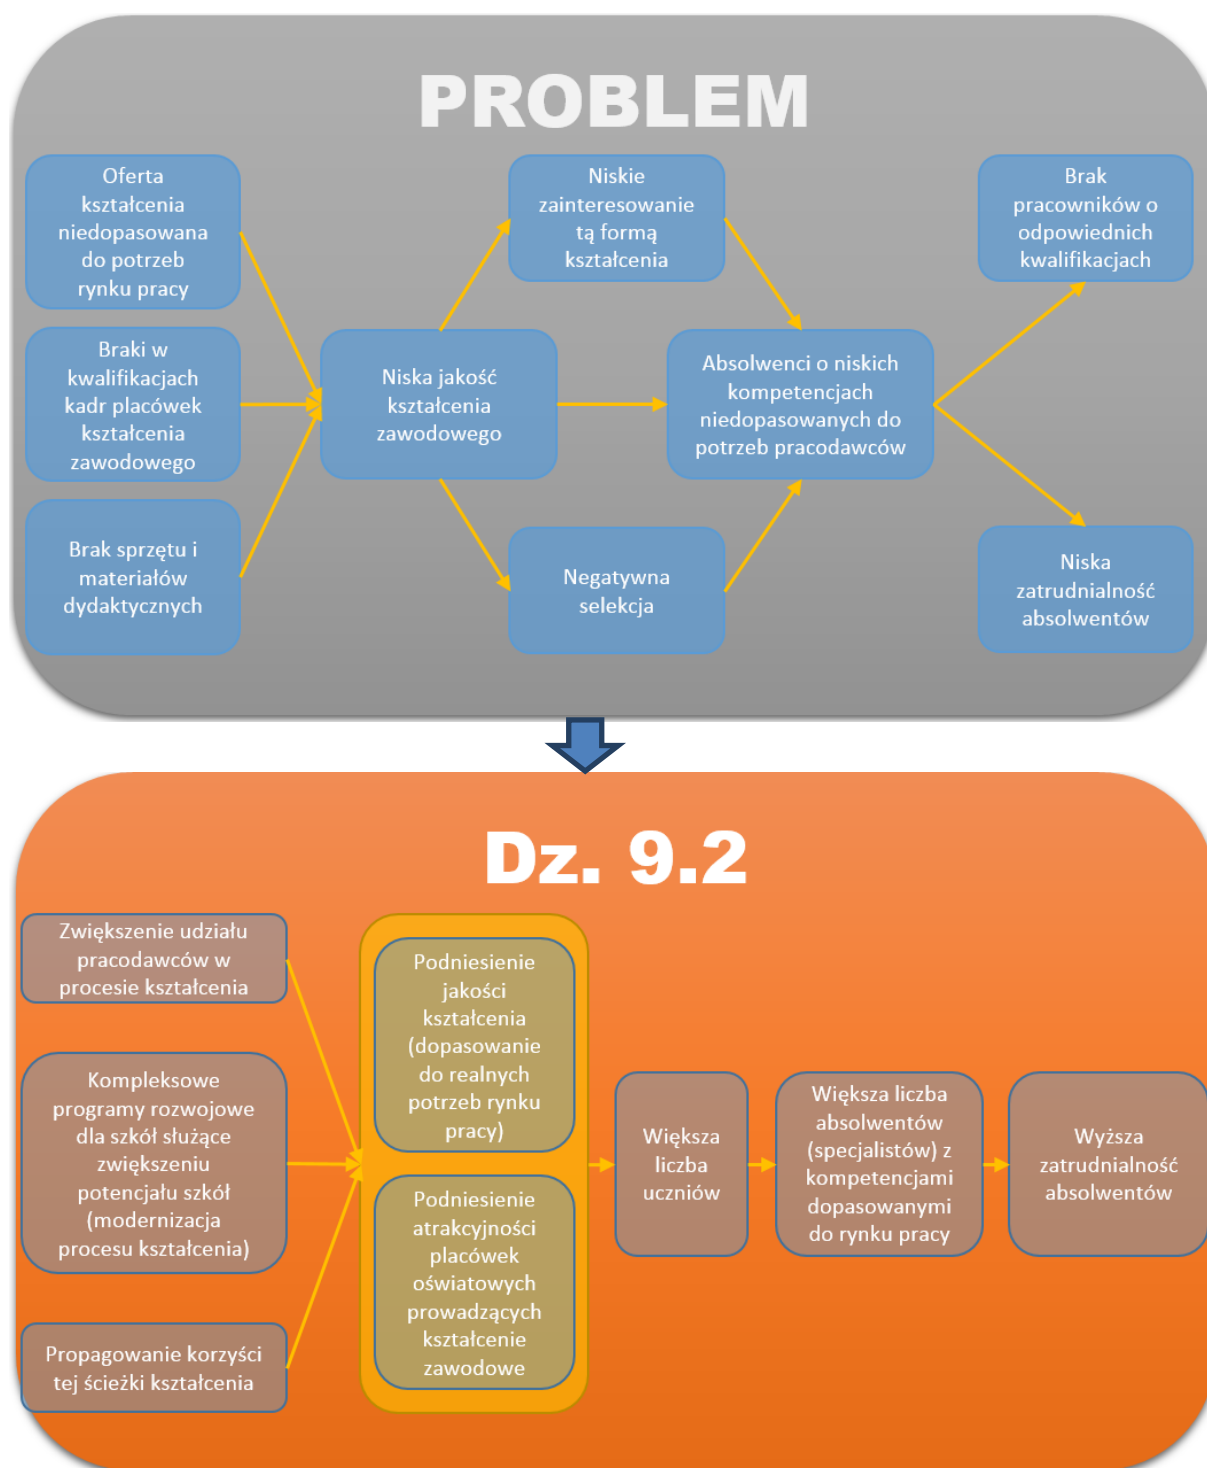 PROBLEM
Oferta
kształcenia
niedopasowana
do potrzeb
rynku pracy
Braki w
kwalifikacjach
kadr placówek
kształcenia
zawodowego
Brak sprzętu i
materiałów
dydaktycznych
Niska jakość
kształcenia
zawodowego
Niskie
zainteresowanie
tą formą
kształcenia
Negatywna
selekcja
Absolwenci o niskich
kompetencjach
niedopasowanych do
potrzeb pracodawców
Brak
pracowników o
odpowiednich
kwalifikacjach
Niska
zatrudnialność
absolwentów
Dz. 9.2
Zwiększenie udziału
pracodawców w
procesie kształcenia
Kompleksowe
programy rozwojowe
dla szkół służące
zwiększeniu
potencjału szkół
(modernizacja
procesu kształcenia)
Propagowanie korzyści
tej ścieżki kształcenia
Podniesienie
jakości
kształcenia
(dopasowanie
do realnych
potrzeb rynku
pracy)
Podniesienie
atrakcyjności
placówek
oświatowych
prowadzących
kształcenie
zawodowe
Większa
liczba
uczniów
Większa liczba
absolwentów
(specjalistów) z
kompetencjami
dopasowanymi
do rynku pracy
Wyższa
zatrudnialność
absolwentów